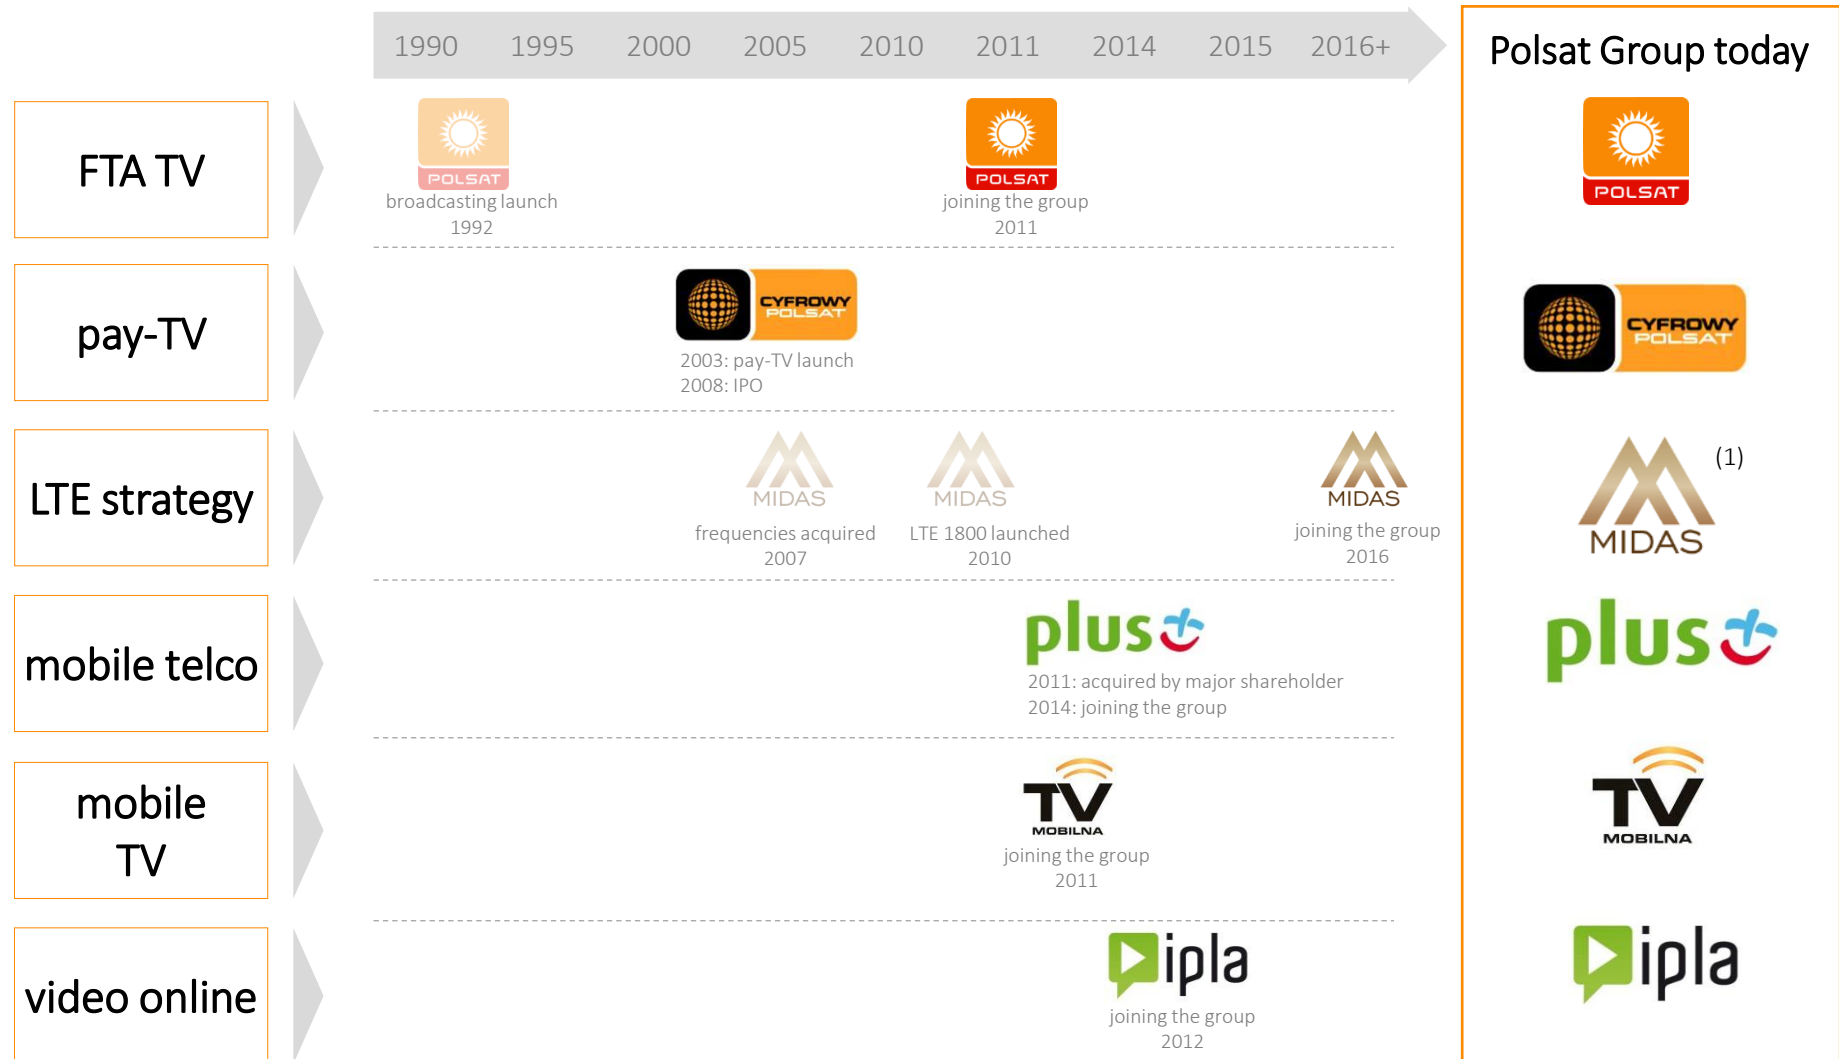 1990 1995 2000 2005 2010 2011 2014 2015 2016+
Polsat Group today
FTA TV
POLSAT
broadcasting launch
1992
POLSAT
joining the group
2011
POLSAT
pay-TV
CYFROWY
POLSAT
2003: pay-TV launch
2008: IPO
CYFROWY
POLSAT
LTE strategy
MIDAS
frequencies acquired
2007
MIDAS
LTE 1800 launched
2010
MIDAS
joining the group
2016
MIDAS
(1)
mobile telco
plus
2011: acquired by major shareholder
2014: joining the group
plus
mobile
TV
TV
MOBILNA
joining the group
2011
TV
MOBILNA
video online
ipla
joining the group
2012
ipla